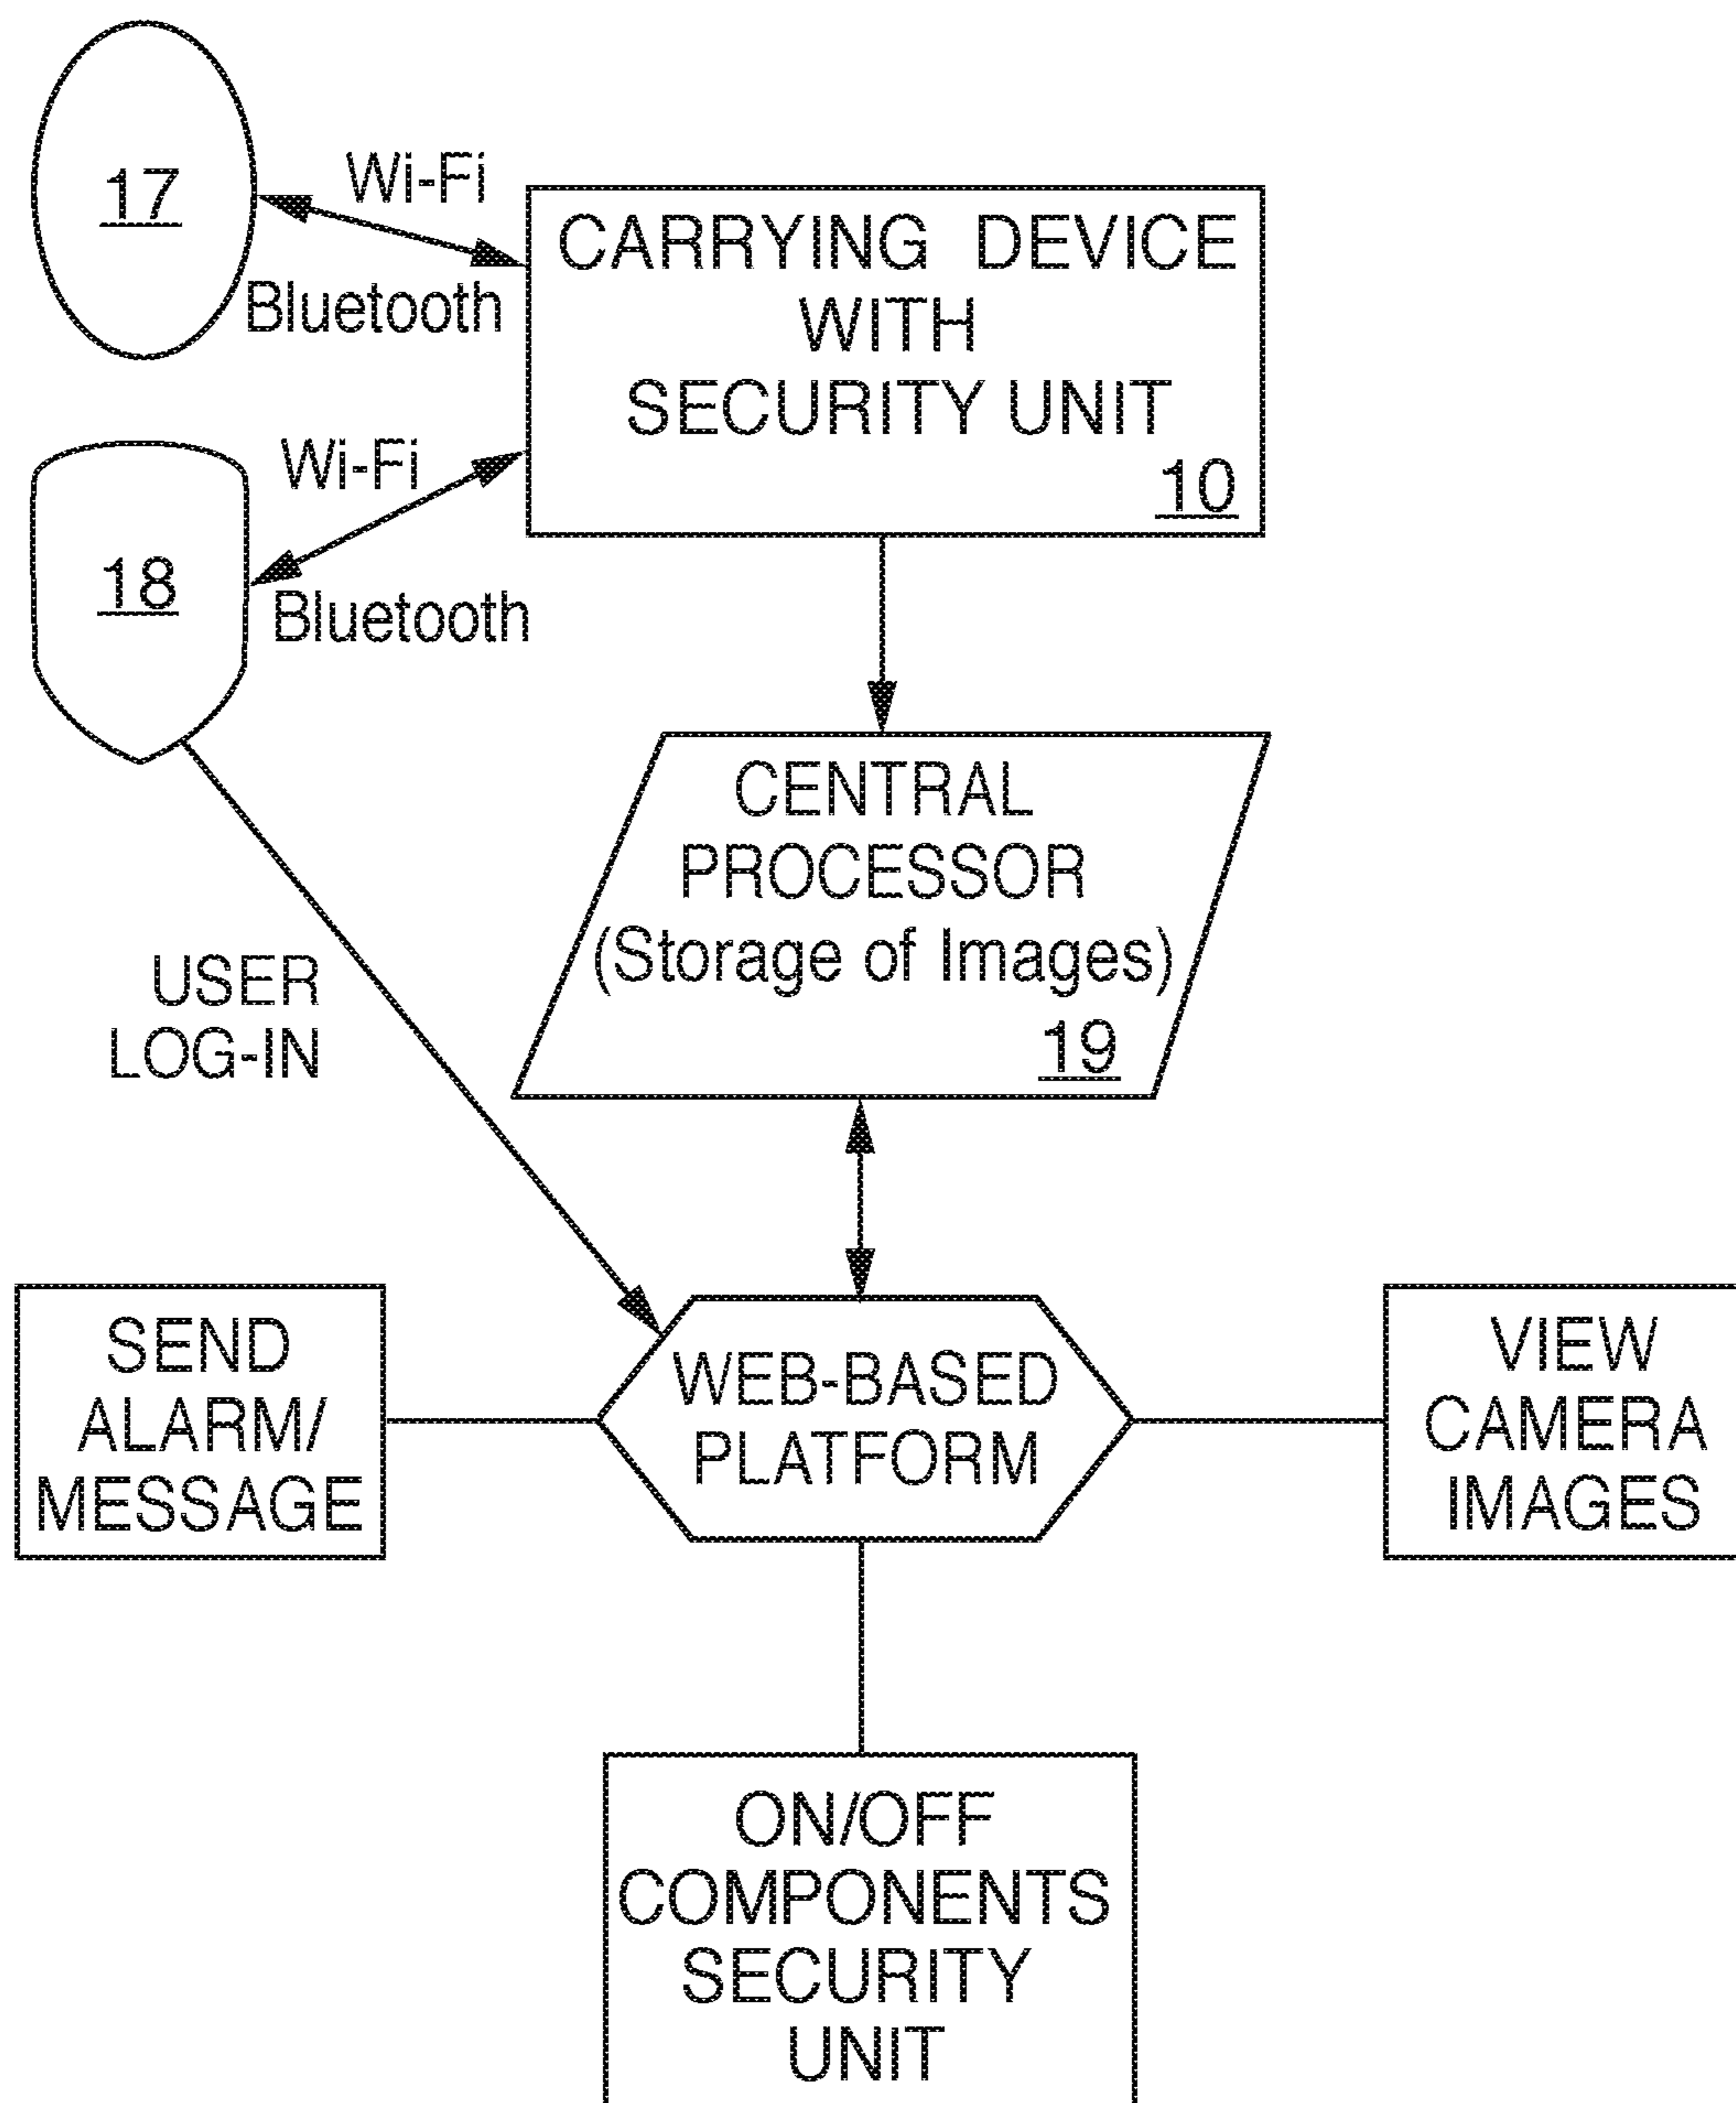 17
Wi-Fi
Bluetooth
CARRYING DEVICE
WITH
SECURITY UNIT
10
18
Wi-Fi
Bluetooth
CENTRAL
PROCESSOR
(Storage of Images)
19
USER
LOG-IN
SEND
ALARM/
MESSAGE
WEB-BASED
PLATFORM
VIEW
CAMERA
IMAGES
ON/OFF
COMPONENTS
SECURITY
UNIT